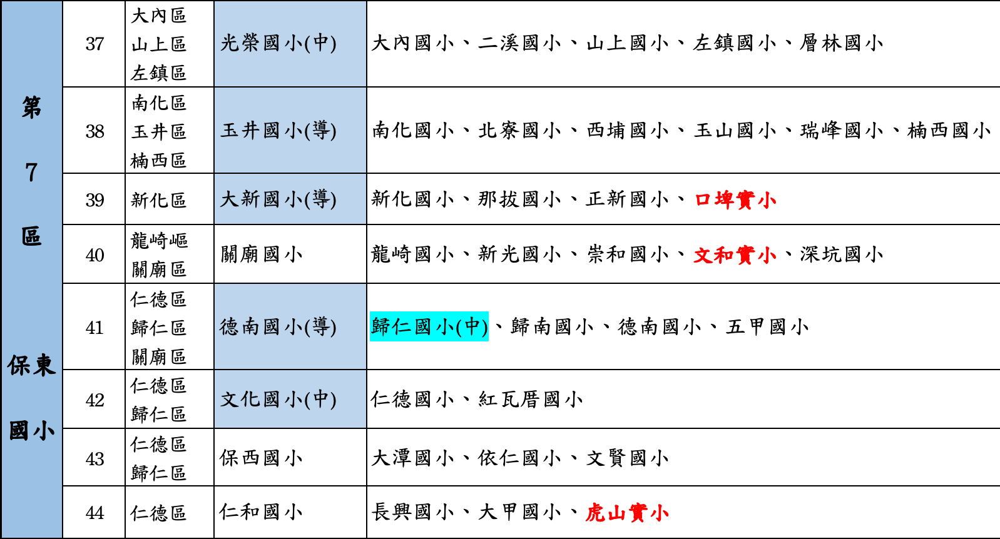 第
7
區
保東
國小
37
大內區
山上區
左鎮區
光榮國小(中)
大內國小、二溪國小、山上國小、左鎮國小、層林國小
38
南化區
玉井區
楠西區
玉井國小(導)
南化國小、北寮國小、西埔國小、玉山國小、瑞峰國小、楠西國小
39
新化區
大新國小(導)
新化國小、那拔國小、正新國小、口埤實小
40
龍崎嶇
關廟區
關廟國小
龍崎國小、新光國小、崇和國小、文和實小、深坑國小
41
仁德區
歸仁區
關廟區
德南國小(導)
歸仁國小(中)、歸南國小、德南國小、五甲國小
42
仁德區
歸仁區
文化國小(中)
仁德國小、紅瓦厝國小
43
仁德區
歸仁區
保西國小
大潭國小、依仁國小、文賢國小
44
仁德區
仁和國小
長興國小、大甲國小、虎山實小